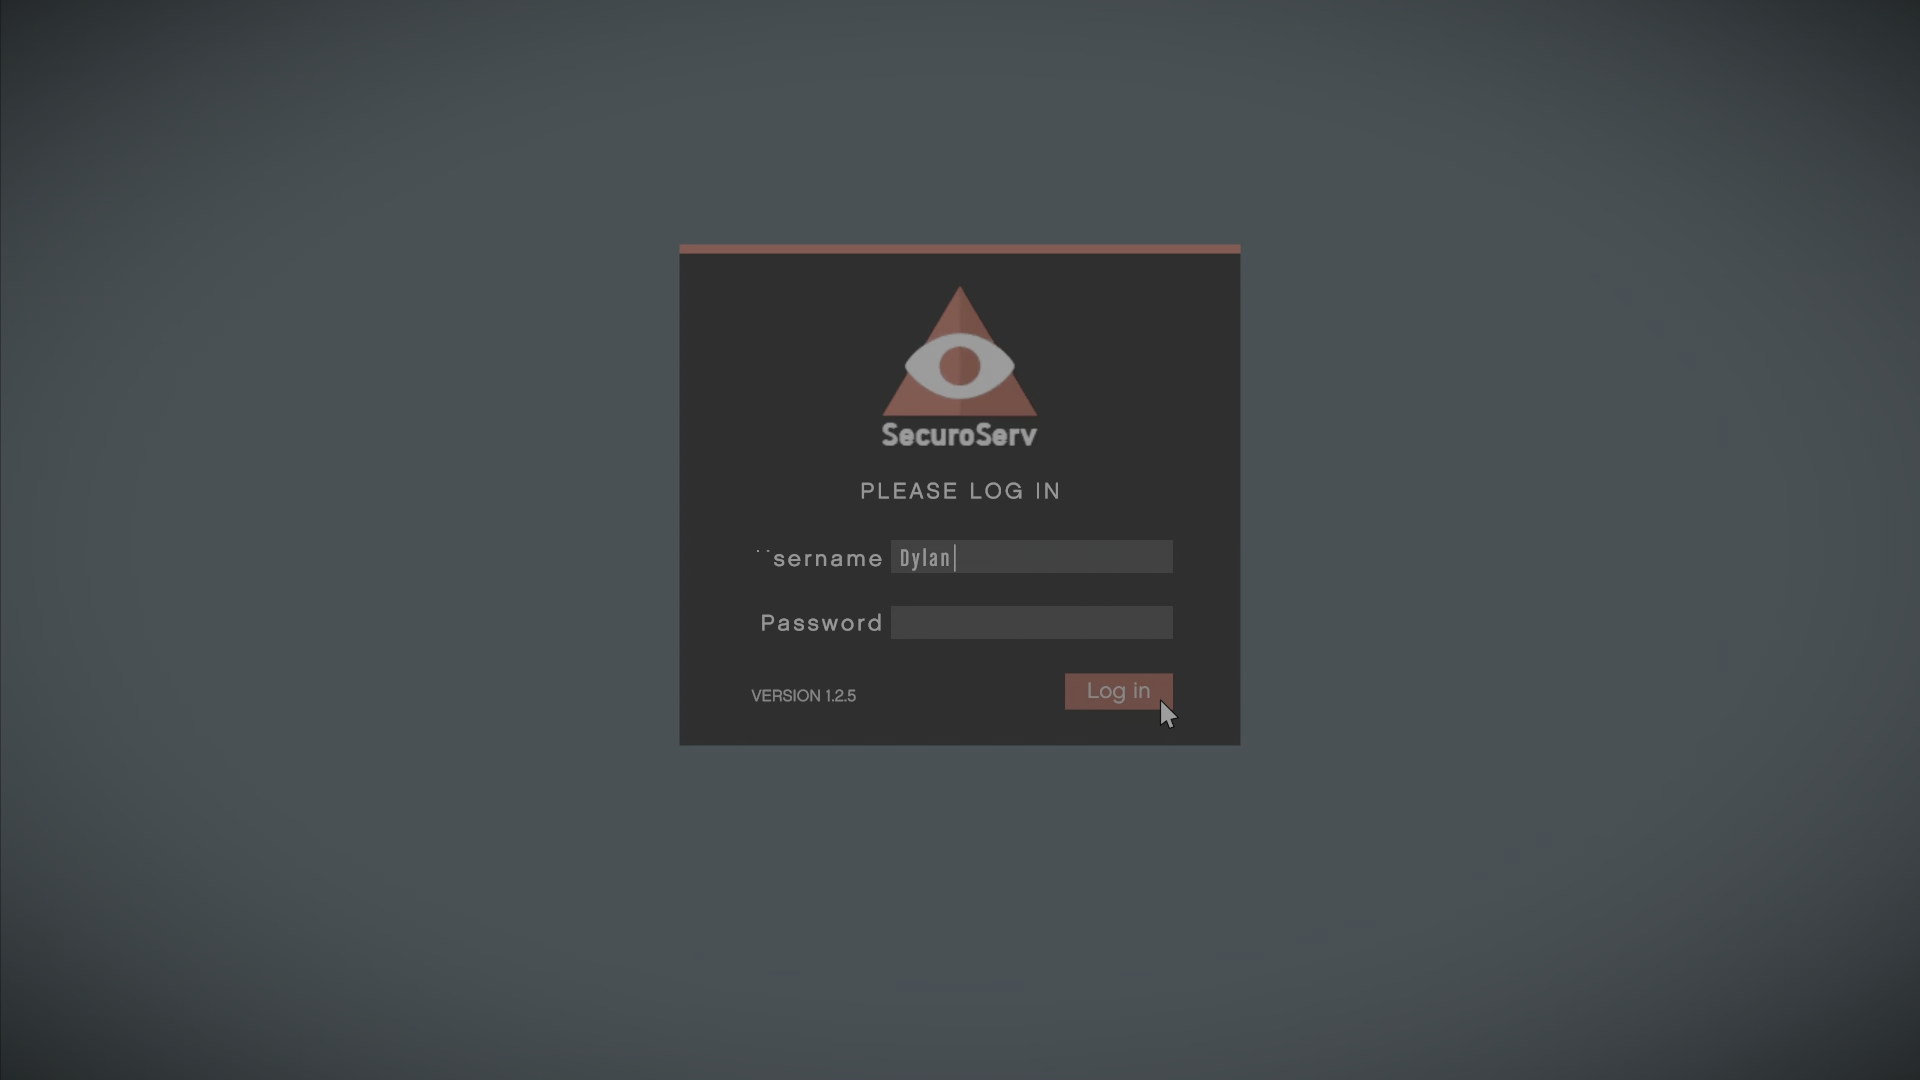 SecuroServ
PLEASE LOG IN
sername Dylan
Password
VERSION 1.2.5
Log in